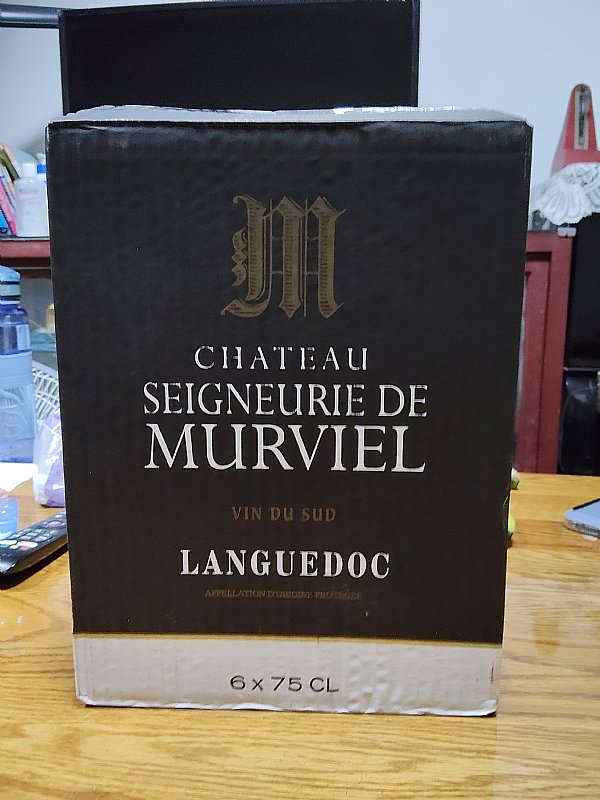 M
CHATEAU
SEIGNEURIE DE
MURVIEL
VIN DU SUD
LANGUEDOC
APPELLATION D'ORIGINE PROTÉGÉE
6 x 75 CL